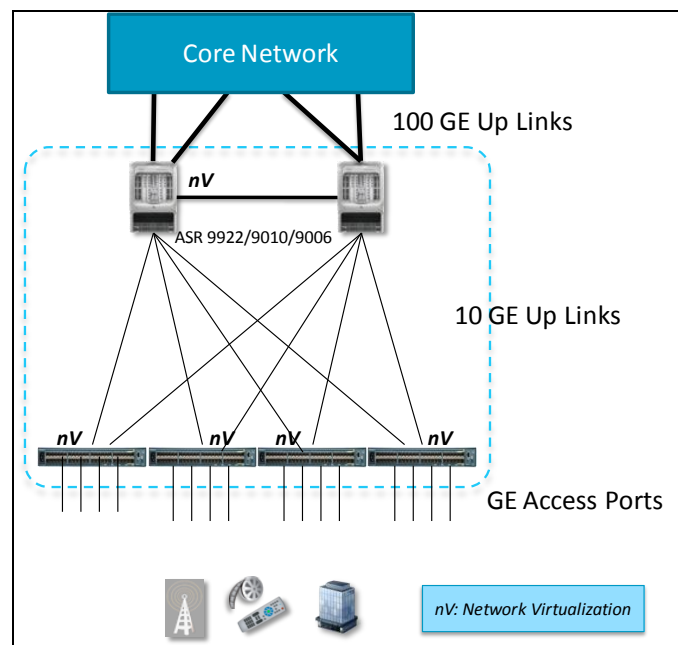 Core Network
100 GE Up Links
nV
ASR 9922/9010/9006
10 GE Up Links
nV
nV
nV
nV
GE Access Ports
nV: Network Virtualization